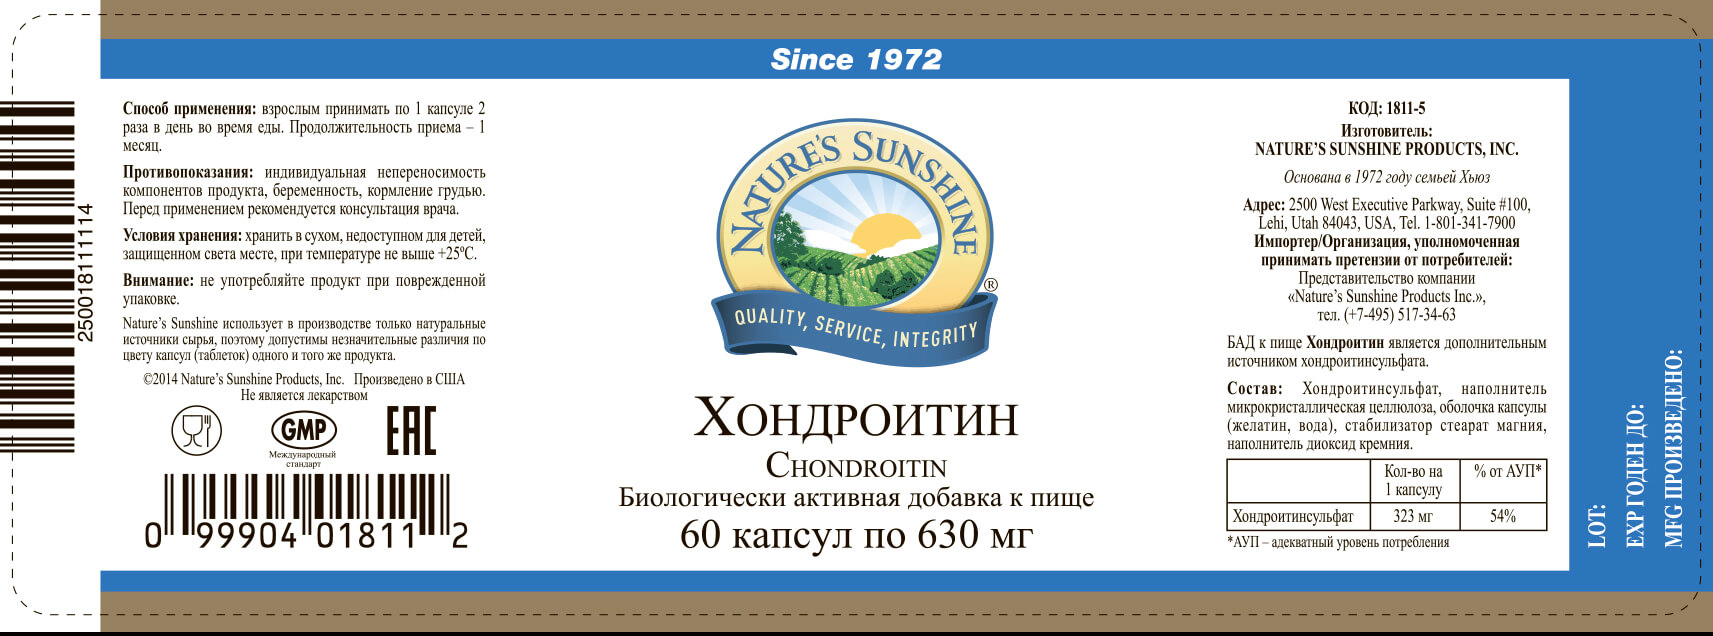 Since 1972
25001811114
Способ применения: взрослым принимать по 1 капсуле 2
раза в день во время еды. Продолжительность приема – 1
месяц.
Противопоказания: индивидуальная непереносимость
компонентов продукта, беременность, кормление грудью.
Перед применением рекомендуется консультация врача.
Условия хранения: хранить в сухом, недоступном для детей,
защищенном света месте, при температуре не выше +25ºС.
Внимание: не употребляйте продукт при поврежденной
упаковке.
Nature's Sunshine использует в производстве только натуральные
источники сырья, поэтому допустимы незначительные различия по
цвету капсул (таблеток) одного и того же продукта.
©2014 Nature's Sunshine Products, Inc. Произведено в США
Не является лекарством
GMP
Международный
стандарт
EAC
0 99904 01811 2
NATURE'S SUNSHINE
®
QUALITY, SERVICE, INTEGRITY
ХОНДРОИТИН
CHONDROITIN
Биологически активная добавка к пище
60 капсул по 630 мг
КОД: 1811-5
Изготовитель:
NATURE'S SUNSHINE PRODUCTS, INC.
Основана в 1972 году семьей Хьюз
Адрес: 2500 West Executive Parkway, Suite #100,
Lehi, Utah 84043, USA, Tel. 1-801-341-7900
Импортер/Организация, уполномоченная
принимать претензии от потребителей:
Представительство компании
«Nature's Sunshine Products Inc.»,
тел. (+7-495) 517-34-63
БАД к пище Хондроитин является дополнительным
источником хондроитинсульфата.
Состав: Хондроитинсульфат, наполнитель
микрокристаллическая целлюлоза, оболочка капсулы
(желатин, вода), стабилизатор стеарат магния,
наполнитель диоксид кремния.
Кол-во на
1 капсулу
% от АУП*
Хондроитинсульфат 323 мг 54%
*АУП – адекватный уровень потребления
LOT:
EXP ГОДЕН ДО:
MFG ПРОИЗВЕДЕНО: